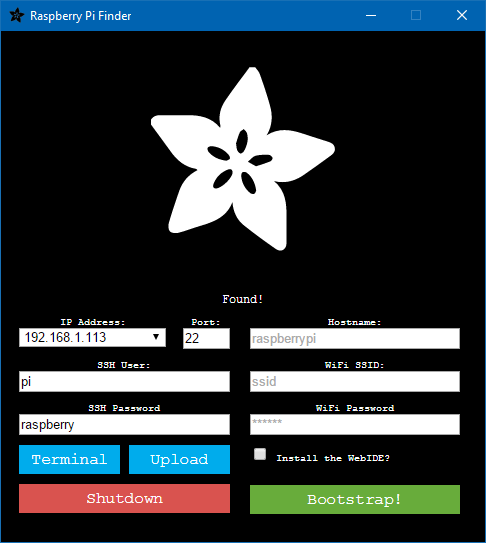 Raspberry Pi Finder
Found!
IP Address: Port: Hostname:
192.168.1.113 22 raspberrypi
SSH User: WiFi SSID:
pi ssid
SSH Password WiFi Password
raspberry ******
Terminal Upload Install the WebIDE?
Shutdown Bootstrap!